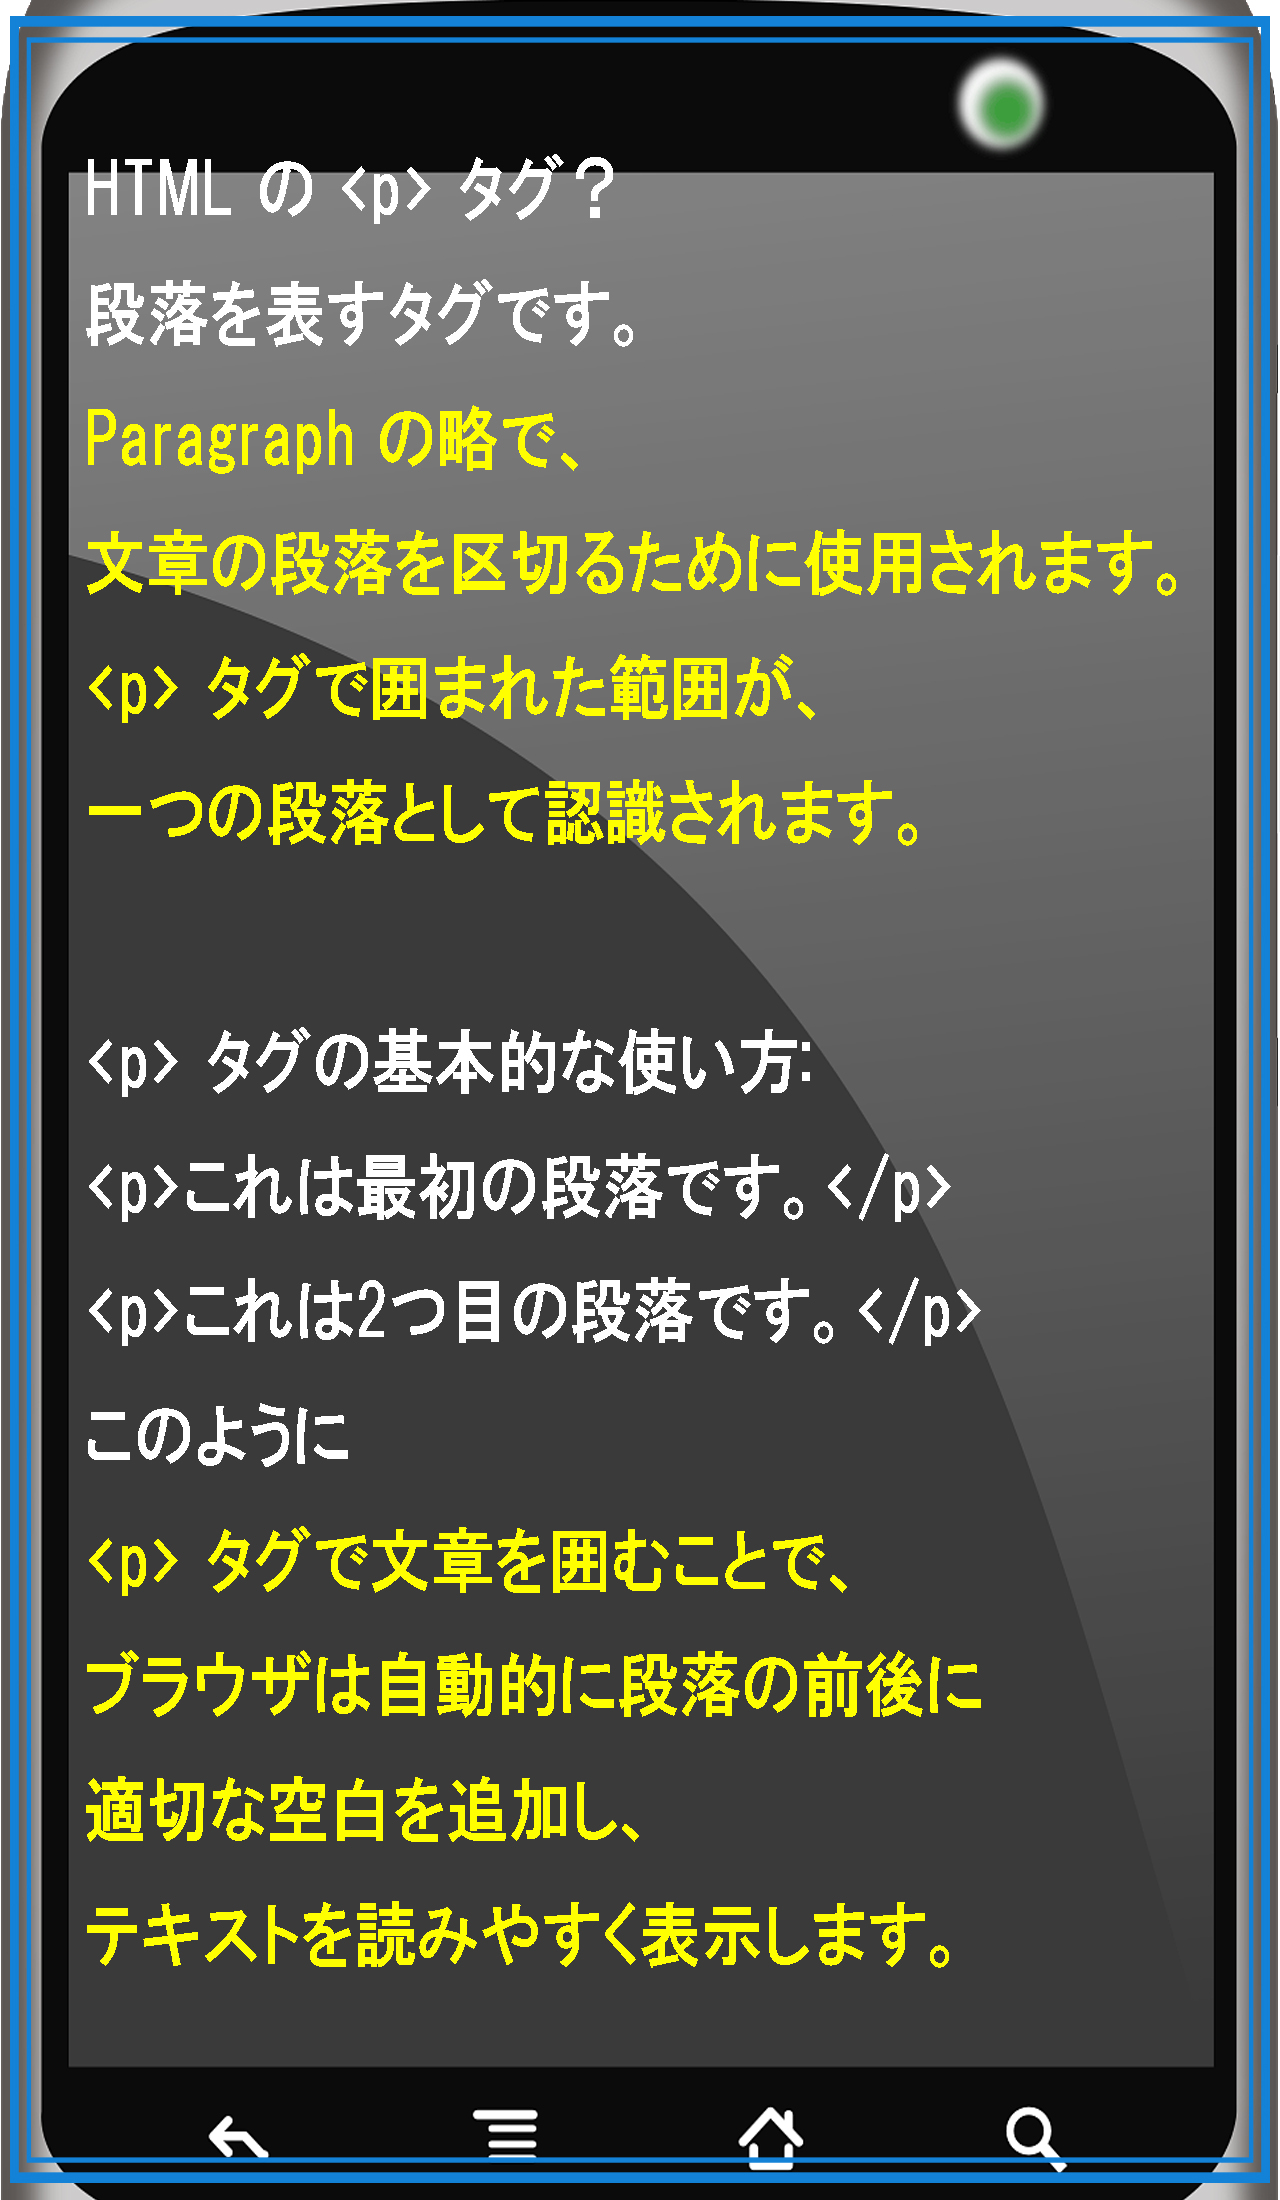 HTML の <p> タグ？
段落を表すタグです。
Paragraph の略で、
文章の段落を区切るために使用されます。
<p> タグで囲まれた範囲が、
一つの段落として認識されます。
<p> タグの基本的な使い方:
<p>これは最初の段落です。</p>
<p>これは2つ目の段落です。</p>
このように
<p> タグで文章を囲むことで、
ブラウザは自動的に段落の前後に
適切な空白を追加し、
テキストを読みやすく表示します。